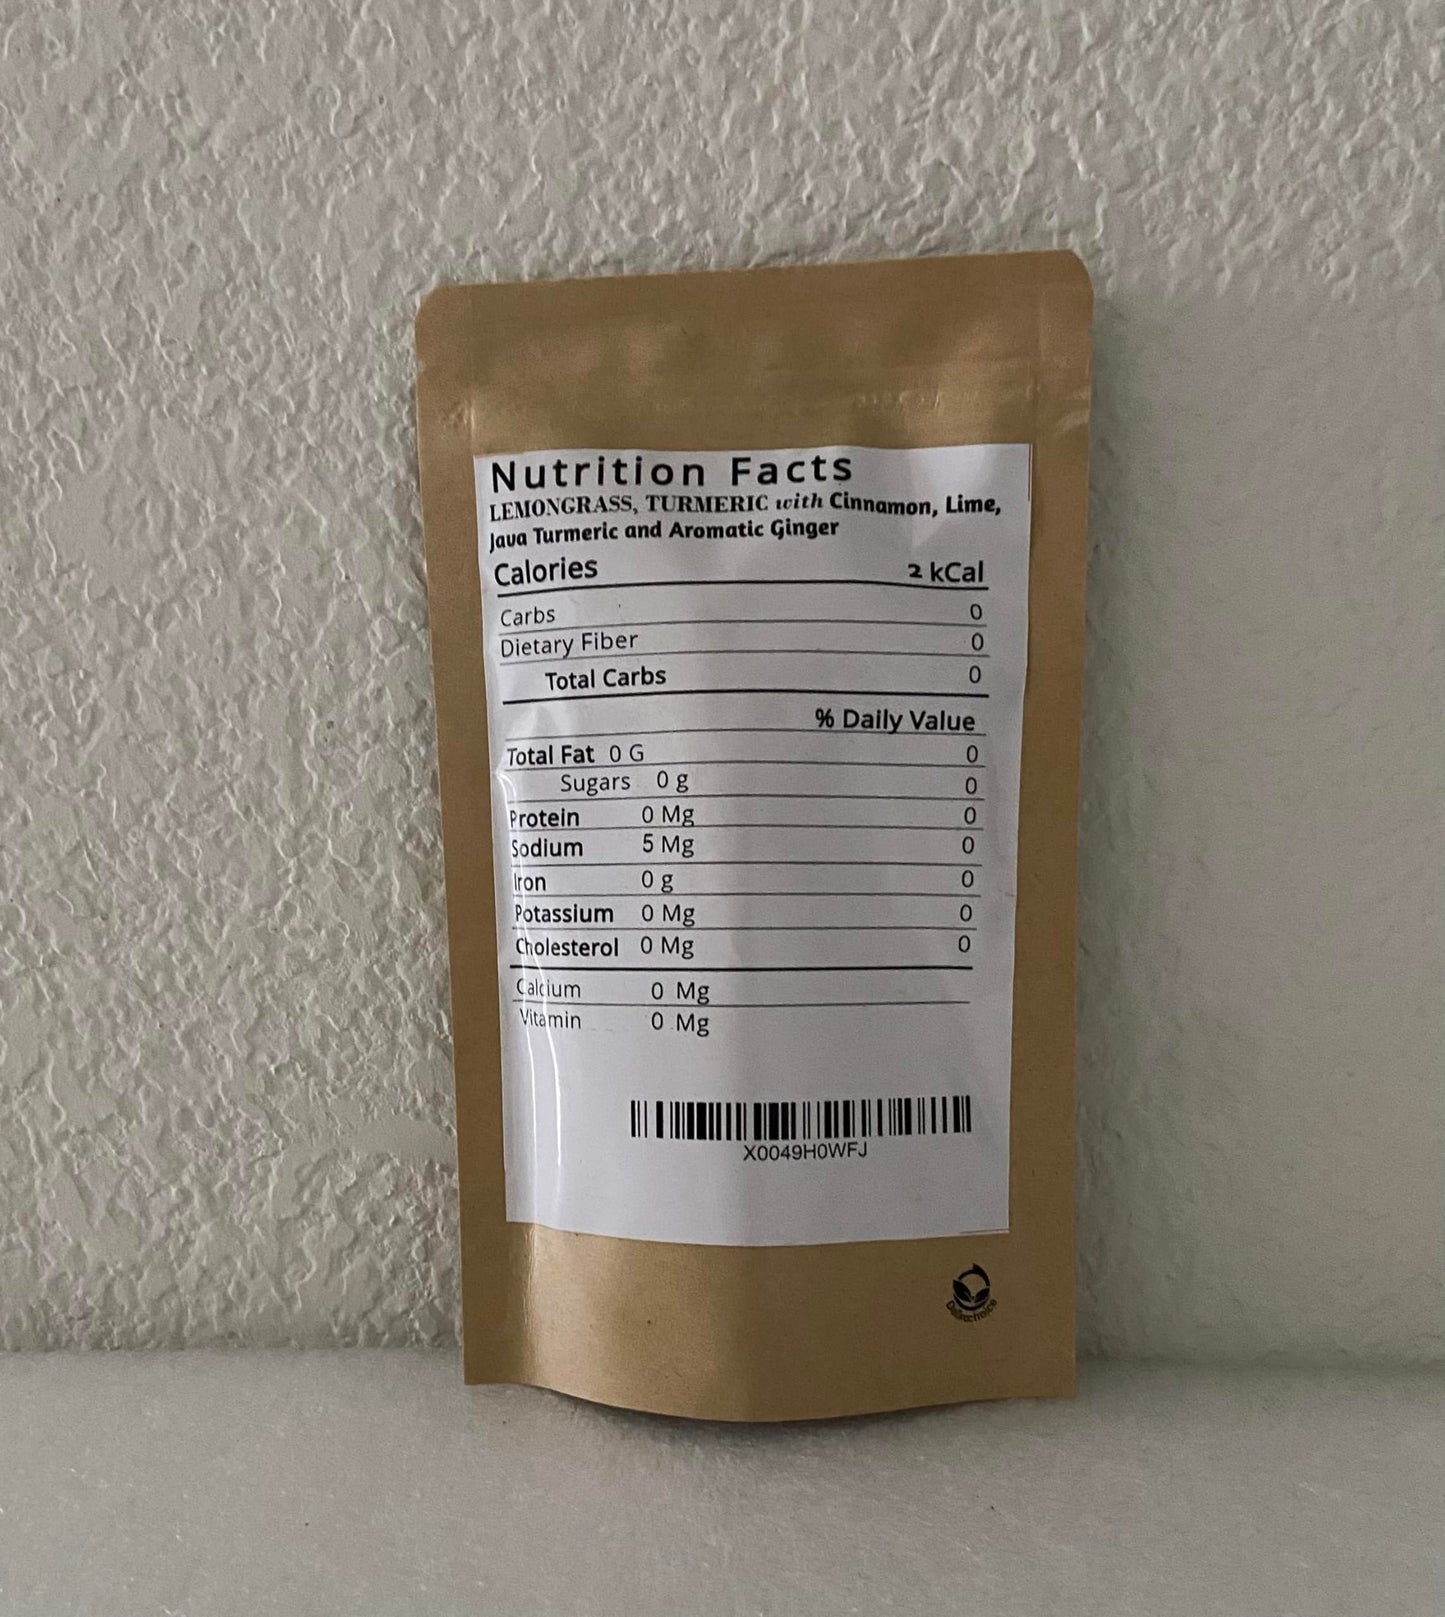 Nutrition Facts
LEMONGRASS, TURMERIC with Cinnamon, Lime,
Java Turmeric and Aromatic Ginger
Calories 2 kCal
Carbs 0
Dietary Fiber 0
Total Carbs 0
% Daily Value
Total Fat 0 G 0
Sugars 0 g 0
Protein 0 Mg 0
Sodium 5 Mg 0
Iron 0 g 0
Potassium 0 Mg 0
Cholesterol 0 Mg 0
Calcium 0 Mg
Vitamin 0 Mg
X0049H0WFJ